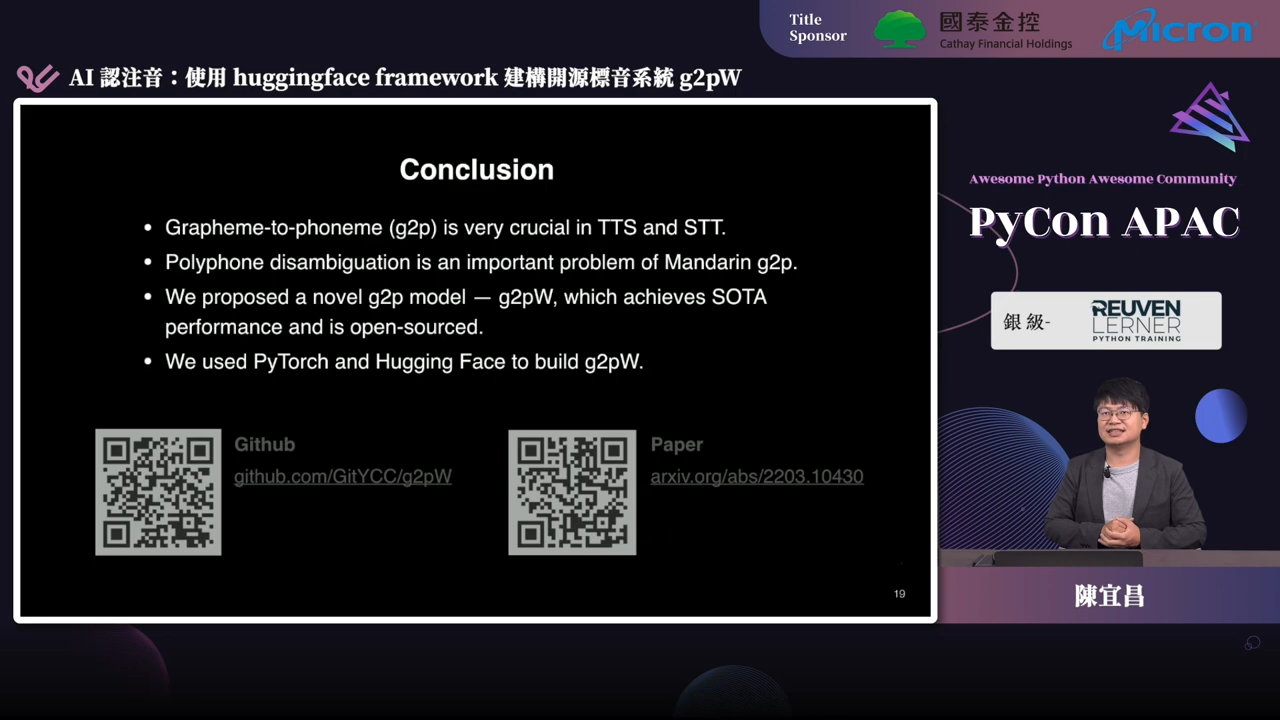 Title
Sponsor
國泰金控
Cathay Financial Holdings
Micron
AI 認注音：使用 huggingface framework 建構開源標音系統 g2pW
Conclusion
• Grapheme-to-phoneme (g2p) is very crucial in TTS and STT.
• Polyphone disambiguation is an important problem of Mandarin g2p.
• We proposed a novel g2p model — g2pW, which achieves SOTA
performance and is open-sourced.
• We used PyTorch and Hugging Face to build g2pW.
Github
github.com/GitYCC/g2pW
Paper
arxiv.org/abs/2203.10430
19
Awesome Python Awesome Community
PyCon APAC
銀級-
REUVEN
LERNER
PYTHON TRAINING
陳宜昌